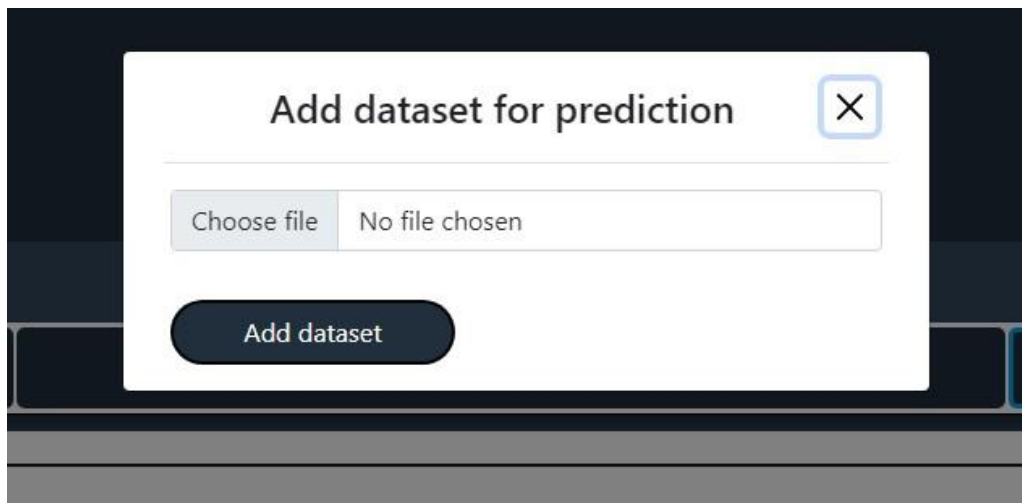 Add dataset for prediction
Choose file No file chosen
Add dataset